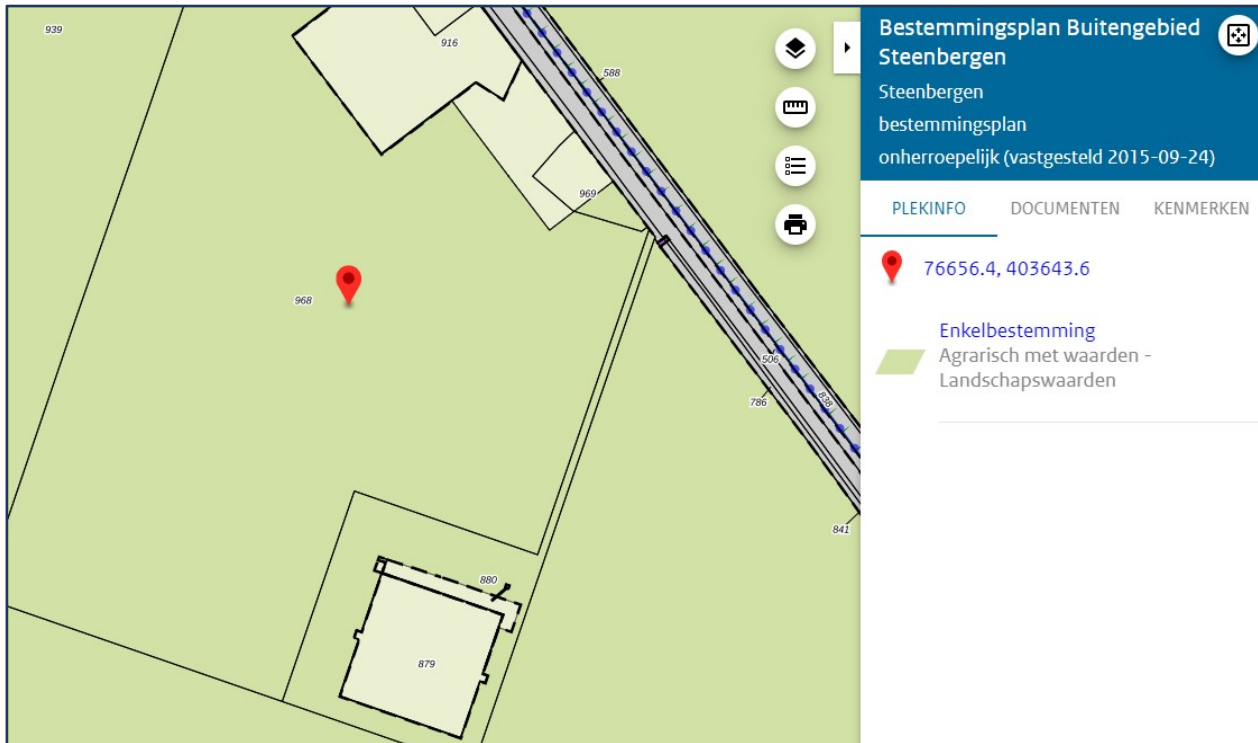 939
916
588
969
968
506
786
838
841
880
879
Bestemmingsplan Buitengebied
Steenbergen
Steenbergen
bestemmingsplan
onherroepelijk (vastgesteld 2015-09-24)
PLEKINFO DOCUMENTEN KENMERKEN
76656.4, 403643.6
Enkelbestemming
Agrarisch met waarden -
Landschapswaarden